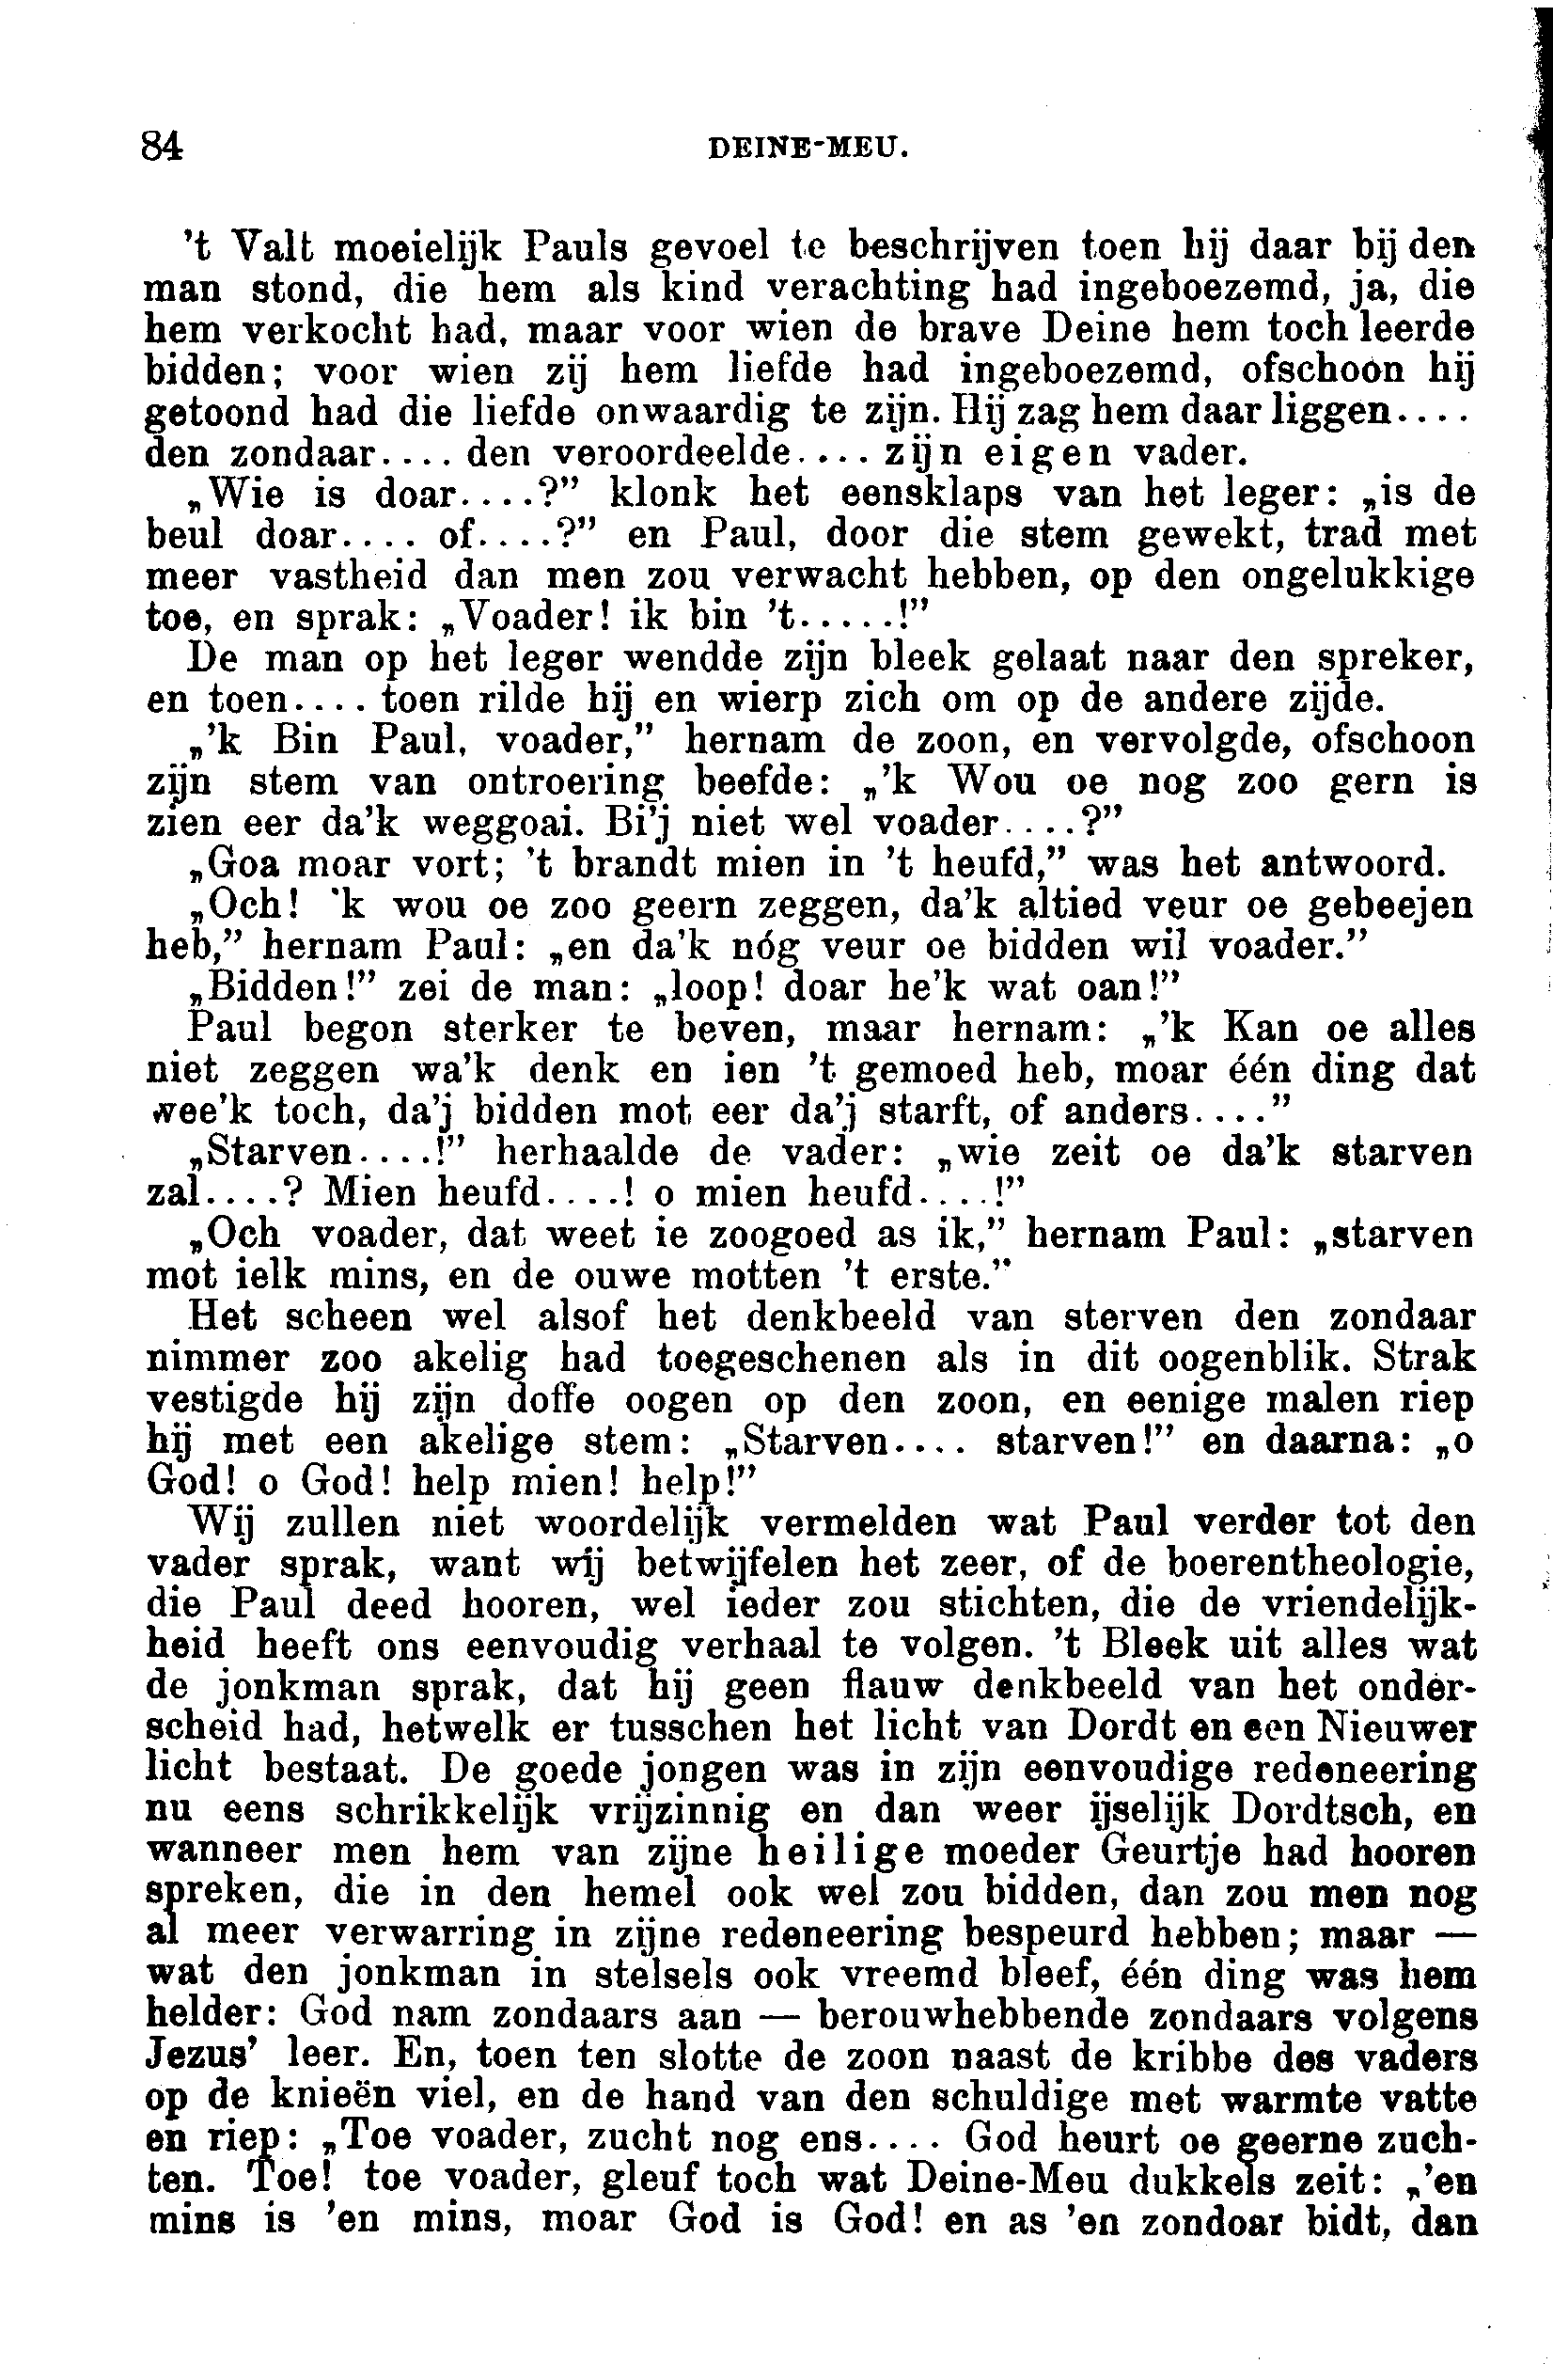 84 DEINE-MEU.
't Valt moeielijk Pauls gevoel te beschrijven toen hij daar bij den
man stond, die hem als kind verachting had ingeboezemd, ja, die
hem verkocht had, maar voor wien de brave Deine hem toch leerde
bidden; voor wien zij hem liefde had ingeboezemd, ofschoon hij
getoond had die liefde onwaardig te zijn. Hij zag hem daar liggen....
den zondaar.... den veroordeelde.... zijn eigen vader.
„Wie is doar....?” klonk het eensklaps van het leger: „is de
beul doar.... of....?” en Paul, door die stem gewekt, trad met
meer vastheid dan men zou verwacht hebben, op den ongelukkige
toe, en sprak: „Voader! ik bin 't.....!”
De man op het leger wendde zijn bleek gelaat naar den spreker,
en toen.... toen rilde hij en wierp zich om op de andere zijde.
„'k Bin Paul, voader,” hernam de zoon, en vervolgde, ofschoon
zijn stem van ontroering beefde: „'k Wou oe nog zoo gern is
zien eer da'k weggoai. Bi'j niet wel voader....?”
„Goa moar vort; 't brandt mien in 't heufd,” was het antwoord.
„Och! 'k wou oe zoo geern zeggen, da'k altied veur oe gebeejen
heb,” hernam Paul: „en da'k nóg veur oe bidden wil voader.”
„Bidden!” zei de man: „loop! doar he'k wat oan!”
Paul begon sterker te beven, maar hernam: „'k Kan oe alles
niet zeggen wa'k denk en ien 't gemoed heb, moar één ding dat
wee'k toch, da'j bidden mot eer da'j starft, of anders....”
„Starven....!” herhaalde de vader: „wie zeit oe da'k starven
zal....? Mien heufd....! o mien heufd....!”
„Och voader, dat weet ie zoogoed as ik,” hernam Paul: „starven
mot ielk mins, en de ouwe motten 't erste.”
Het scheen wel alsof het denkbeeld van sterven den zondaar
nimmer zoo akelig had toegeschenen als in dit oogenblik. Strak
vestigde hij zijn doffe oogen op den zoon, en eenige malen riep
hij met een akelige stem: „Starven.... starven!” en daarna: „o
God! o God! help mien! help!”
Wij zullen niet woordelijk vermelden wat Paul verder tot den
vader sprak, want wij betwijfelen het zeer, of de boerentheologie,
die Paul deed hooren, wel ieder zou stichten, die de vriendelijk-
heid heeft ons eenvoudig verhaal te volgen. 't Bleek uit alles wat
de jonkman sprak, dat hij geen flauw denkbeeld van het onder-
scheid had, hetwelk er tusschen het licht van Dordt en een Nieuwer
licht bestaat. De goede jongen was in zijn eenvoudige redeneering
nu eens schrikkelijk vrijzinnig en dan weer ijselijk Dordtsch, en
wanneer men hem van zijne heilige moeder Geurtje had hooren
spreken, die in den hemel ook wel zou bidden, dan zou men nog
al meer verwarring in zijne redeneering bespeurd hebben; maar —
wat den jonkman in stelsels ook vreemd bleef, één ding was hem
helder: God nam zondaars aan — berouwhebbende zondaars volgens
Jezus' leer. En, toen ten slotte de zoon naast de kribbe des vaders
op de knieën viel, en de hand van den schuldige met warmte vatte
en riep: „Toe voader, zucht nog ens.... God heurt oe geerne zuch-
ten. Toe! toe voader, gleuf toch wat Deine-Meu dukkels zeit: „'en
mins is 'en mins, moar God is God! en as 'en zondoar bidt, dan